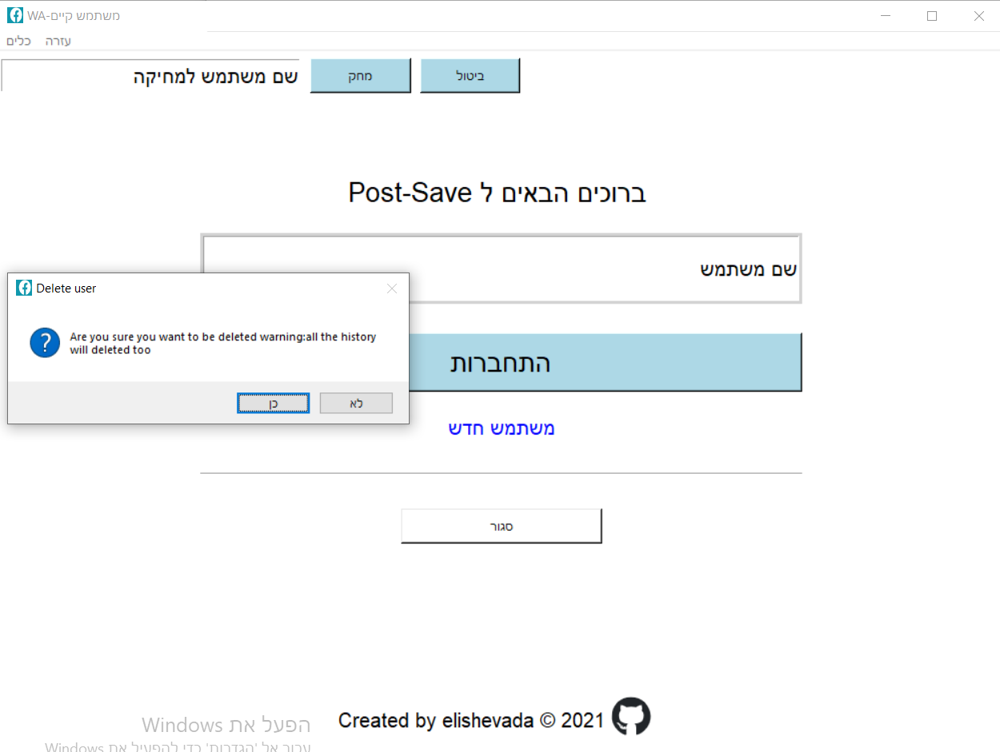 משתמש קיים-WA
כלים עזרה
שם משתמש למחיקה מחק ביטול
ברוכים הבאים ל Post-Save
שם משתמש
Delete user
Are you sure you want to be deleted warning:all the history
will deleted too
כן לא
התחברות
משתמש חדש
סגור
Created by elishevada © 2021
הפעל את Windows
עבור אל 'הגדרות' כדי להפעיל את Windows